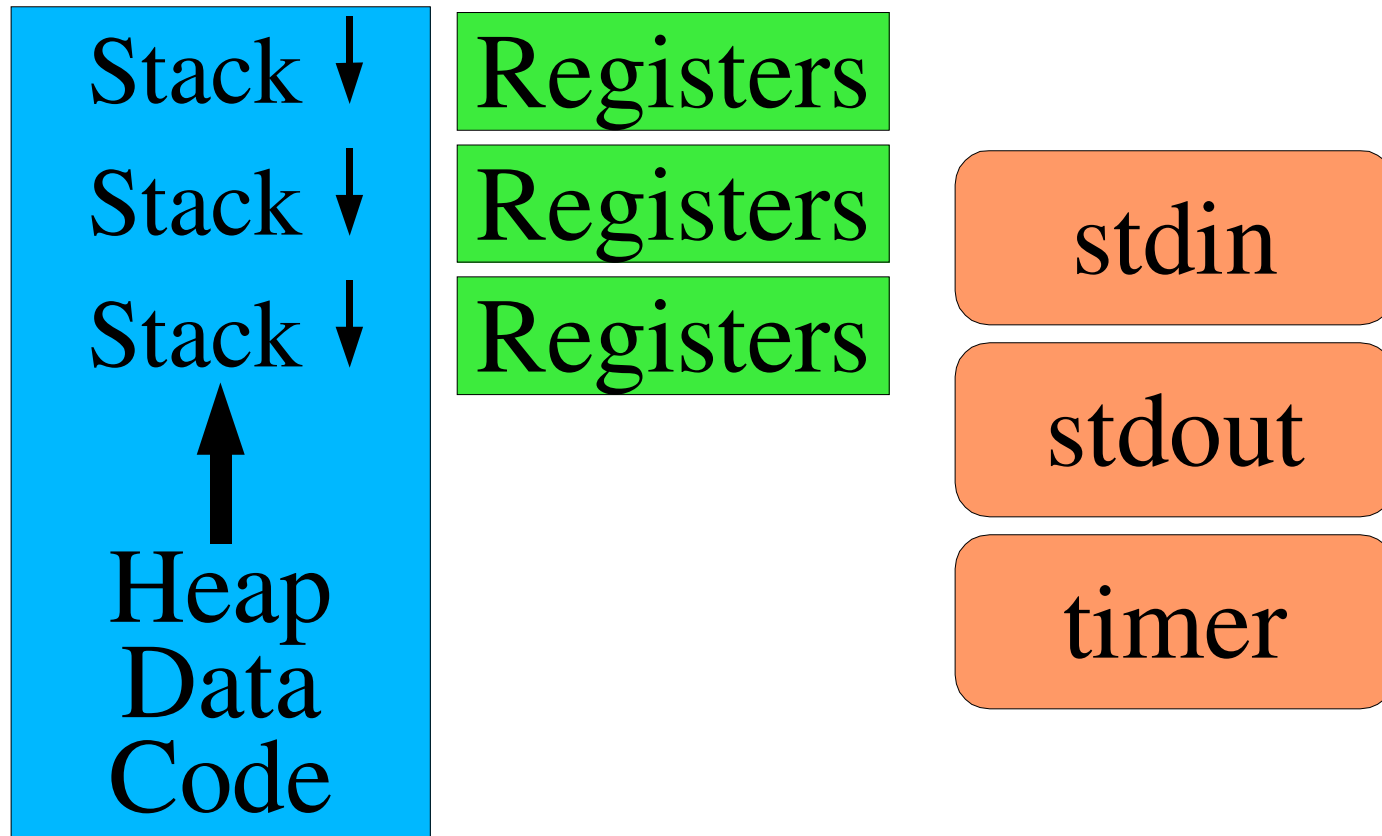 Stack
Stack
Stack
Heap
Data
Code
Registers
Registers
Registers
stdin
stdout
timer